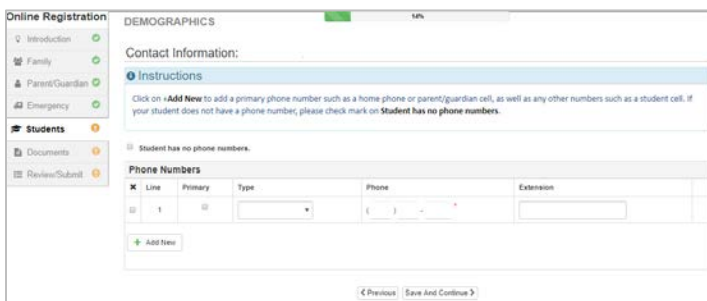 Online Registration
Introduction
Family
Parent/Guardian
Emergency
Students
Documents
Review/Submit
DEMOGRAPHICS
14%
Contact Information:
Instructions
Click on +Add New to add a primary phone number such as a home phone or parent/guardian cell, as well as any other numbers such as a student cell. If
your student does not have a phone number, please check mark on Student has no phone numbers.
Student has no phone numbers.
Phone Numbers
✖ Line Primary Type Phone Extension
1 ( ) - *
+ Add New
< Previous Save And Continue >